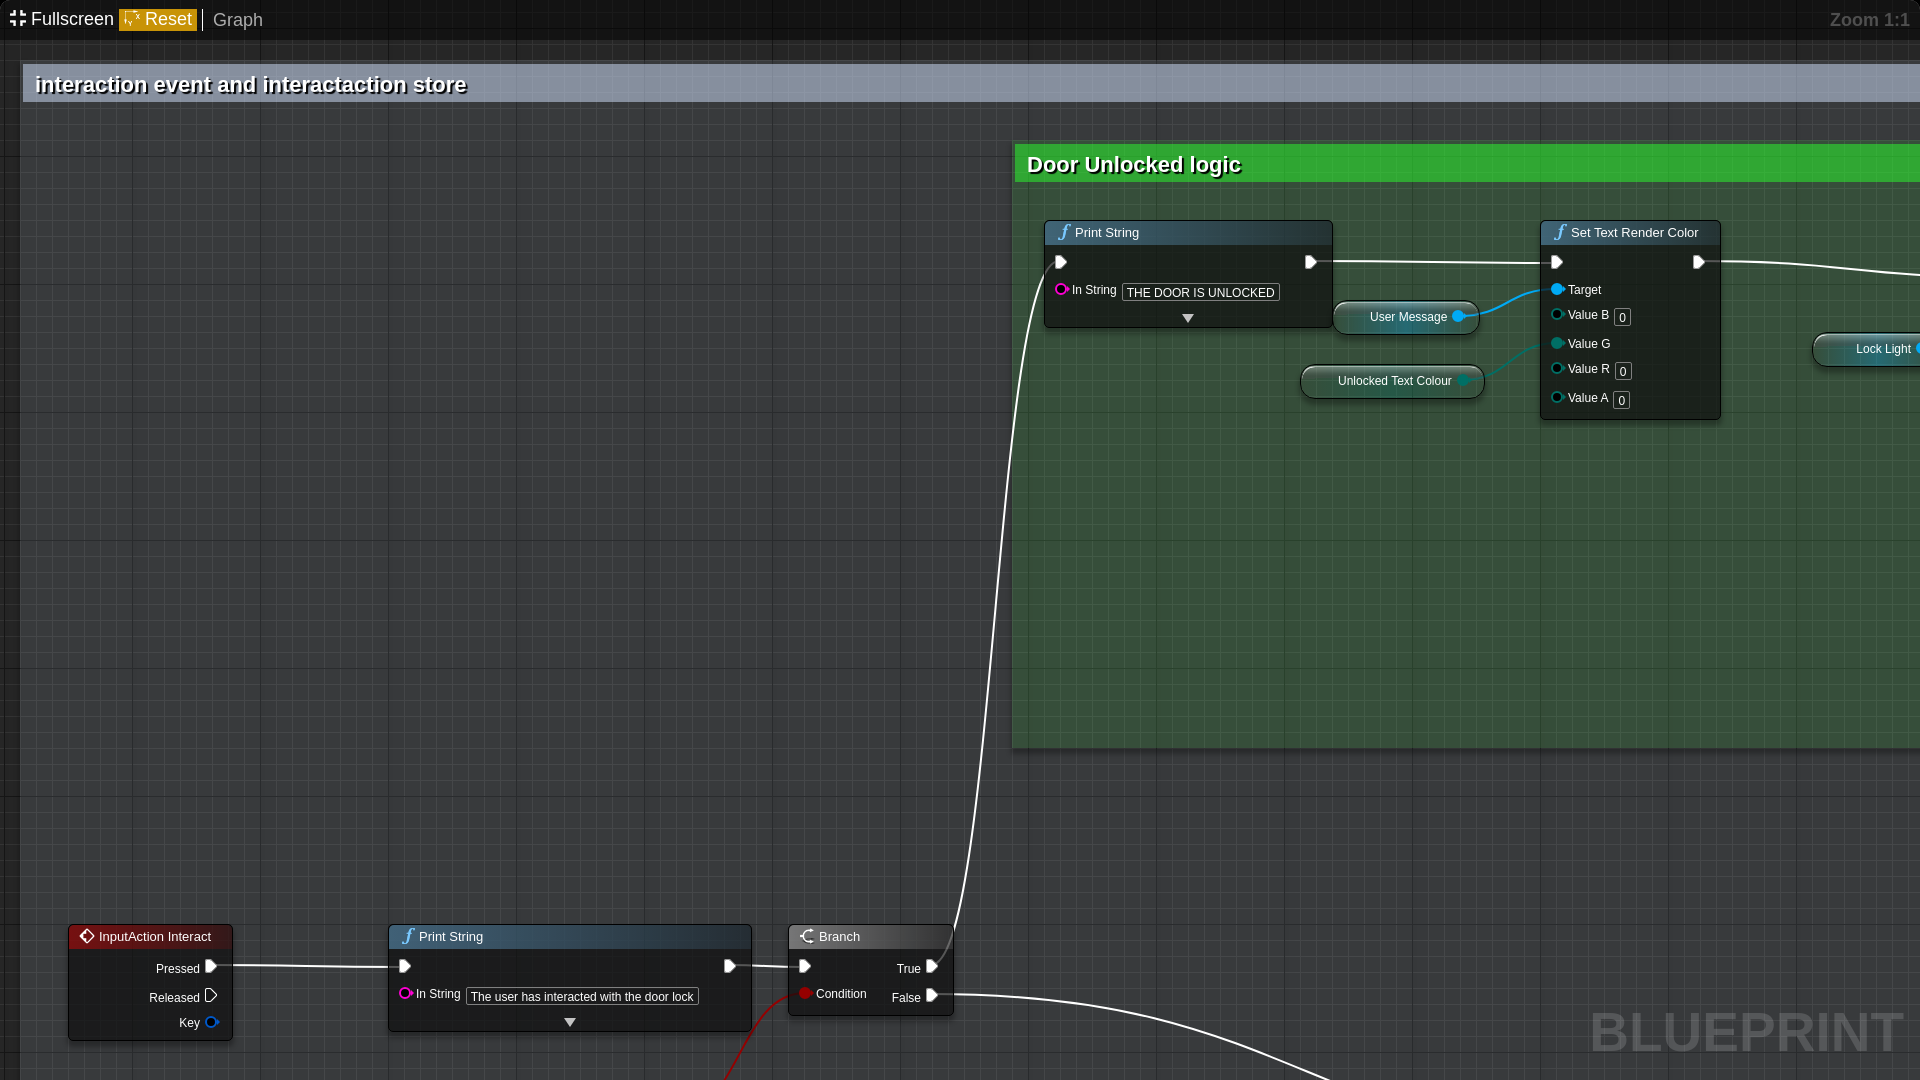 Fullscreen Reset Graph Zoom 1:1
interaction event and interactaction store
Door Unlocked logic
Print String
In String THE DOOR IS UNLOCKED
User Message
Unlocked Text Colour
Set Text Render Color
Target
Value B 0
Value G
Value R 0
Value A 0
Lock Light
InputAction Interact
Pressed
Released
Key
Print String
In String The user has interacted with the door lock
Branch
True
Condition
False
BLUEPRINT